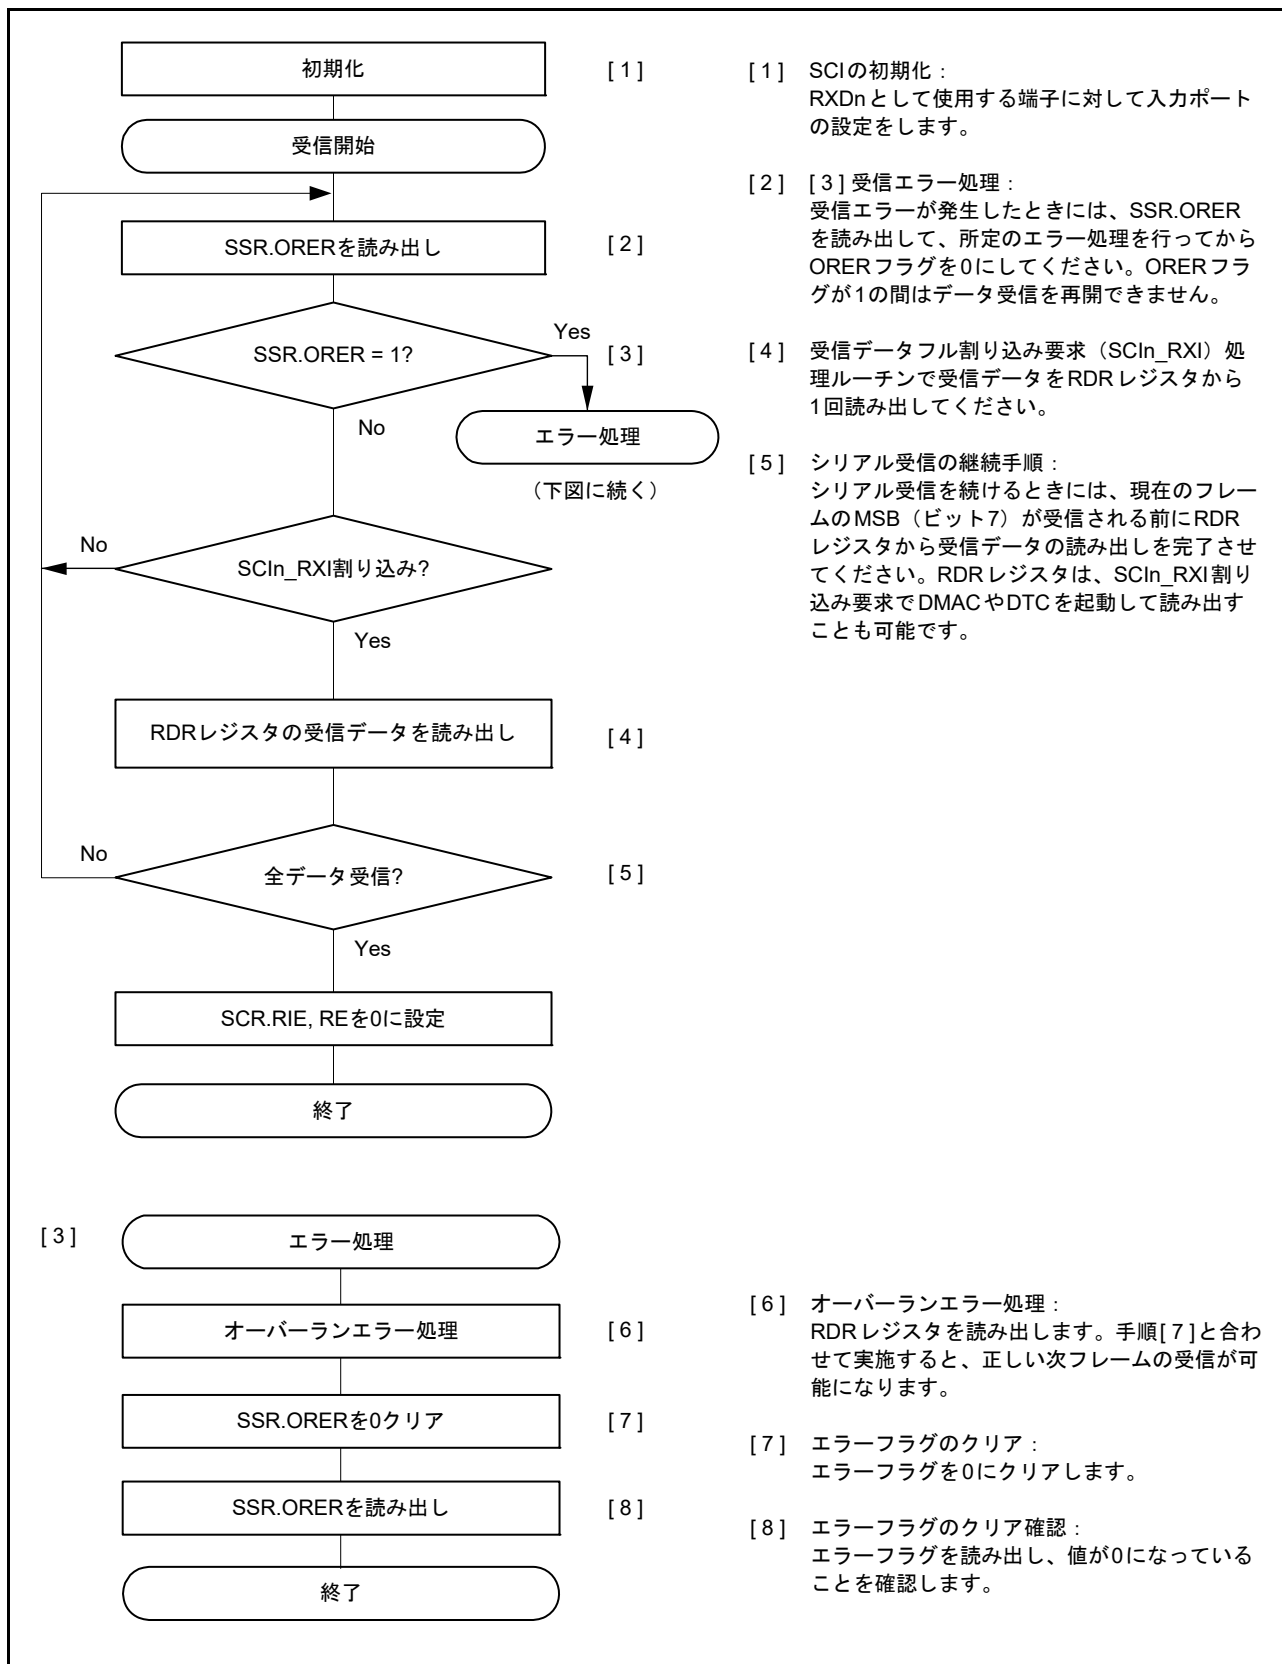 初期化
[ 1 ]
受信開始
SSR.ORERを読み出し
[ 2 ]
SSR.ORER = 1?
Yes
[ 3 ]
No
エラー処理
（下図に続く）
No
SCIn_RXI割り込み?
Yes
RDRレジスタの受信データを読み出し
[ 4 ]
No
全データ受信?
[ 5 ]
Yes
SCR.RIE, REを0に設定
終了
[ 1 ] SCIの初期化：
RXDnとして使用する端子に対して入力ポート
の設定をします。
[ 2 ] [ 3 ] 受信エラー処理：
受信エラーが発生したときには、SSR.ORER
を読み出して、所定のエラー処理を行ってから
ORERフラグを0にしてください。ORERフラ
グが1の間はデータ受信を再開できません。
[ 4 ] 受信データフル割り込み要求（SCIn_RXI）処
理ルーチンで受信データをRDRレジスタから
1回読み出してください。
[ 5 ] シリアル受信の継続手順：
シリアル受信を続けるときには、現在のフレー
ムのMSB（ビット7）が受信される前にRDR
レジスタから受信データの読み出しを完了させ
てください。RDRレジスタは、SCIn_RXI割り
込み要求でDMACやDTCを起動して読み出す
ことも可能です。
[ 3 ]
エラー処理
オーバーランエラー処理
[ 6 ]
SSR.ORERを0クリア
[ 7 ]
SSR.ORERを読み出し
[ 8 ]
終了
[ 6 ] オーバーランエラー処理：
RDRレジスタを読み出します。手順[ 7 ]と合わ
せて実施すると、正しい次フレームの受信が可
能になります。
[ 7 ] エラーフラグのクリア：
エラーフラグを0にクリアします。
[ 8 ] エラーフラグのクリア確認：
エラーフラグを読み出し、値が0になっている
ことを確認します。